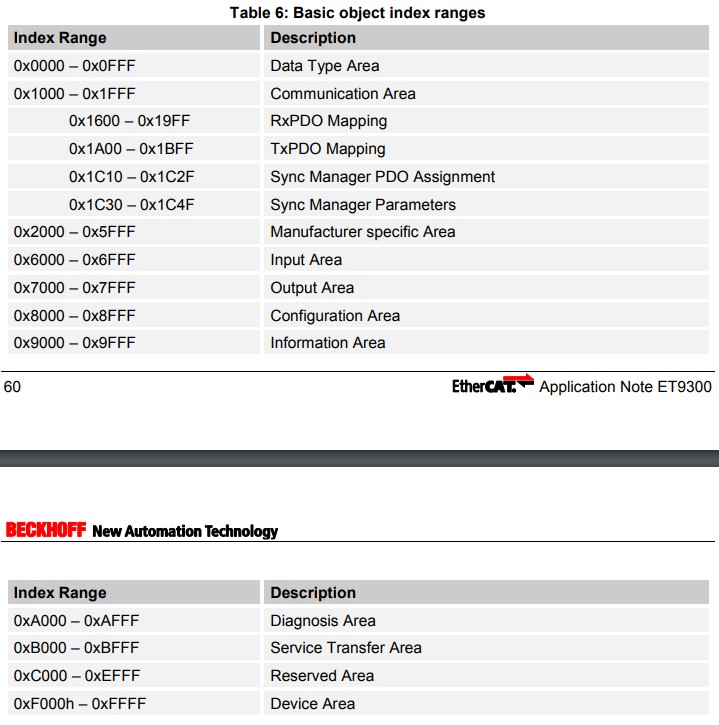 Table 6: Basic object index ranges
Index Range Description
0x0000 – 0x0FFF Data Type Area
0x1000 – 0x1FFF Communication Area
0x1600 – 0x19FF RxPDO Mapping
0x1A00 – 0x1BFF TxPDO Mapping
0x1C10 – 0x1C2F Sync Manager PDO Assignment
0x1C30 – 0x1C4F Sync Manager Parameters
0x2000 – 0x5FFF Manufacturer specific Area
0x6000 – 0x6FFF Input Area
0x7000 – 0x7FFF Output Area
0x8000 – 0x8FFF Configuration Area
0x9000 – 0x9FFF Information Area
60 EtherCAT. Application Note ET9300
BECKHOFF New Automation Technology
Index Range Description
0xA000 – 0xAFFF Diagnosis Area
0xB000 – 0xBFFF Service Transfer Area
0xC000 – 0xEFFF Reserved Area
0xF000h – 0xFFFF Device Area